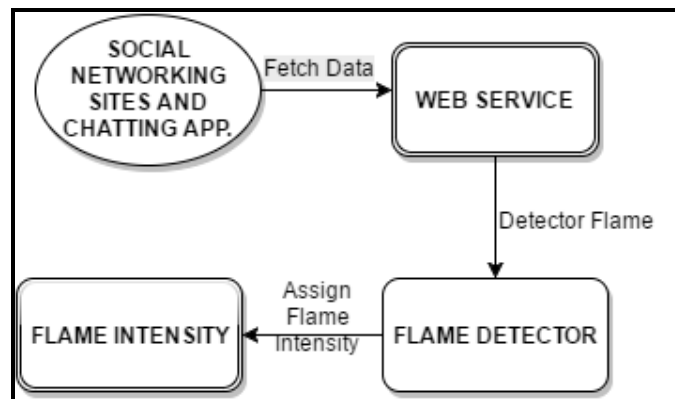 SOCIAL
NETWORKING
SITES AND
CHATTING APP.
Fetch Data
WEB SERVICE
Detector Flame
FLAME DETECTOR
Assign
Flame
Intensity
FLAME INTENSITY